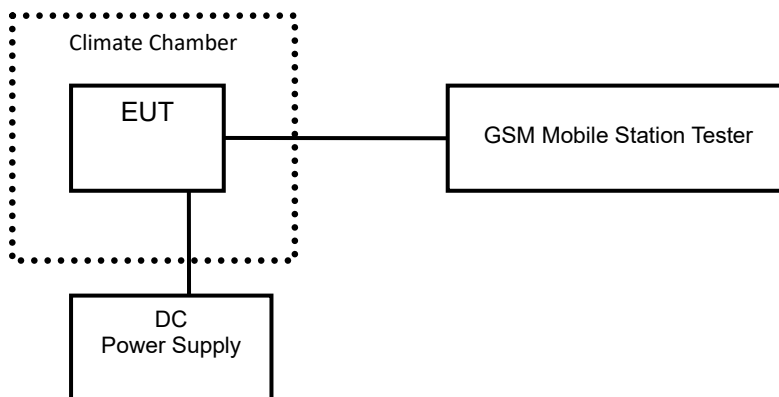 Climate Chamber
EUT
GSM Mobile Station Tester
DC
Power Supply